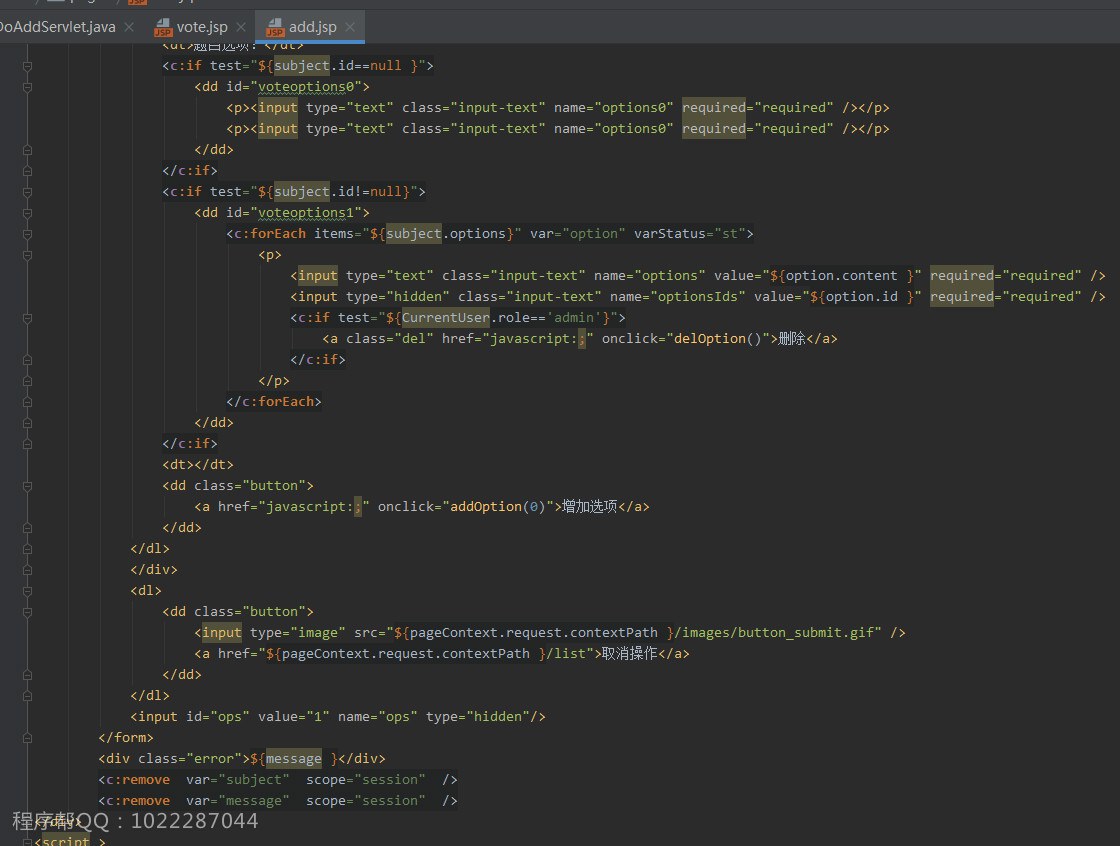 DoAddServlet.java × vote.jsp × add.jsp ×
<dt>题目选项：</dt>
<c:if test="${subject.id==null }">
<dd id="voteoptions0">
<p><input type="text" class="input-text" name="options0" required="required" /></p>
<p><input type="text" class="input-text" name="options0" required="required" /></p>
</dd>
</c:if>
<c:if test="${subject.id!=null}">
<dd id="voteoptions1">
<c:forEach items="${subject.options}" var="option" varStatus="st">
<p>
<input type="text" class="input-text" name="options" value="${option.content }" required="required" />
<input type="hidden" class="input-text" name="optionsIds" value="${option.id }" required="required" />
<c:if test="${CurrentUser.role=='admin'}">
<a class="del" href="javascript:;" onclick="delOption()">删除</a>
</c:if>
</p>
</c:forEach>
</dd>
</c:if>
<dt></dt>
<dd class="button">
<a href="javascript:;" onclick="addOption(0)">增加选项</a>
</dd>
</dl>
</div>
<dl>
<dd class="button">
<input type="image" src="${pageContext.request.contextPath }/images/button_submit.gif" />
<a href="${pageContext.request.contextPath }/list">取消操作</a>
</dd>
</dl>
<input id="ops" value="1" name="ops" type="hidden"/>
</form>
<div class="error">${message }</div>
<c:remove var="subject" scope="session" />
<c:remove var="message" scope="session" />
</div>
程序帮QQ：1022287044
<script >